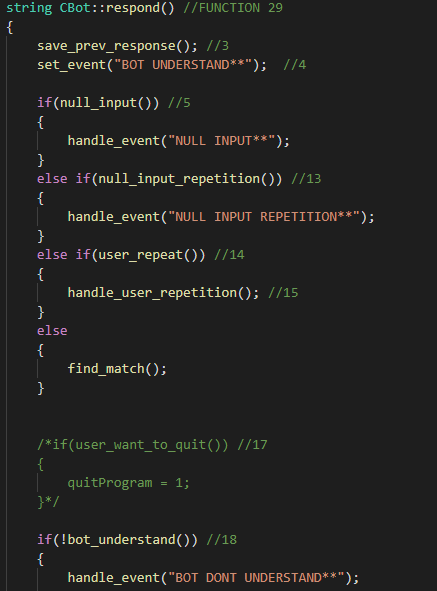 string CBot::respond() //FUNCTION 29
{
    save_prev_response(); //3
    set_event("BOT UNDERSTAND**");  //4

    if(null_input()) //5
    {
        handle_event("NULL INPUT**");
    }
    else if(null_input_repetition()) //13
    {
        handle_event("NULL INPUT REPETITION**");
    }
    else if(user_repeat()) //14
    {
        handle_user_repetition(); //15
    }
    else
    {
        find_match();
    }


    /*if(user_want_to_quit()) //17
    {
        quitProgram = 1;
    }*/

    if(!bot_understand()) //18
    {
        handle_event("BOT DONT UNDERSTAND**");